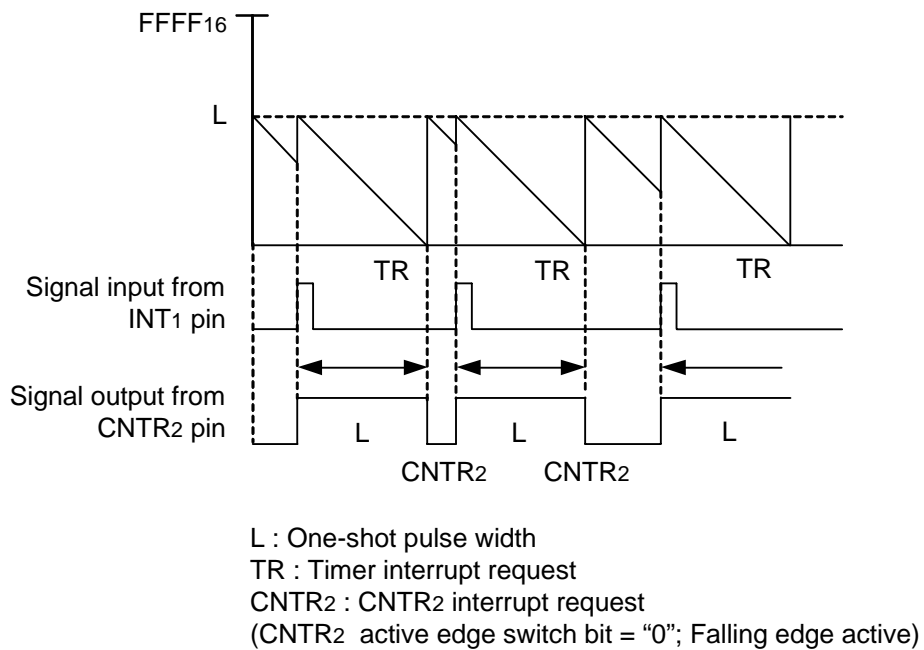 FFFF16
L
TR TR TR
Signal input from
INT1 pin
Signal output from
CNTR2 pin
L L L
CNTR2 CNTR2
L : One-shot pulse width
TR : Timer interrupt request
CNTR2 : CNTR2 interrupt request
(CNTR2 active edge switch bit = “0”; Falling edge active)